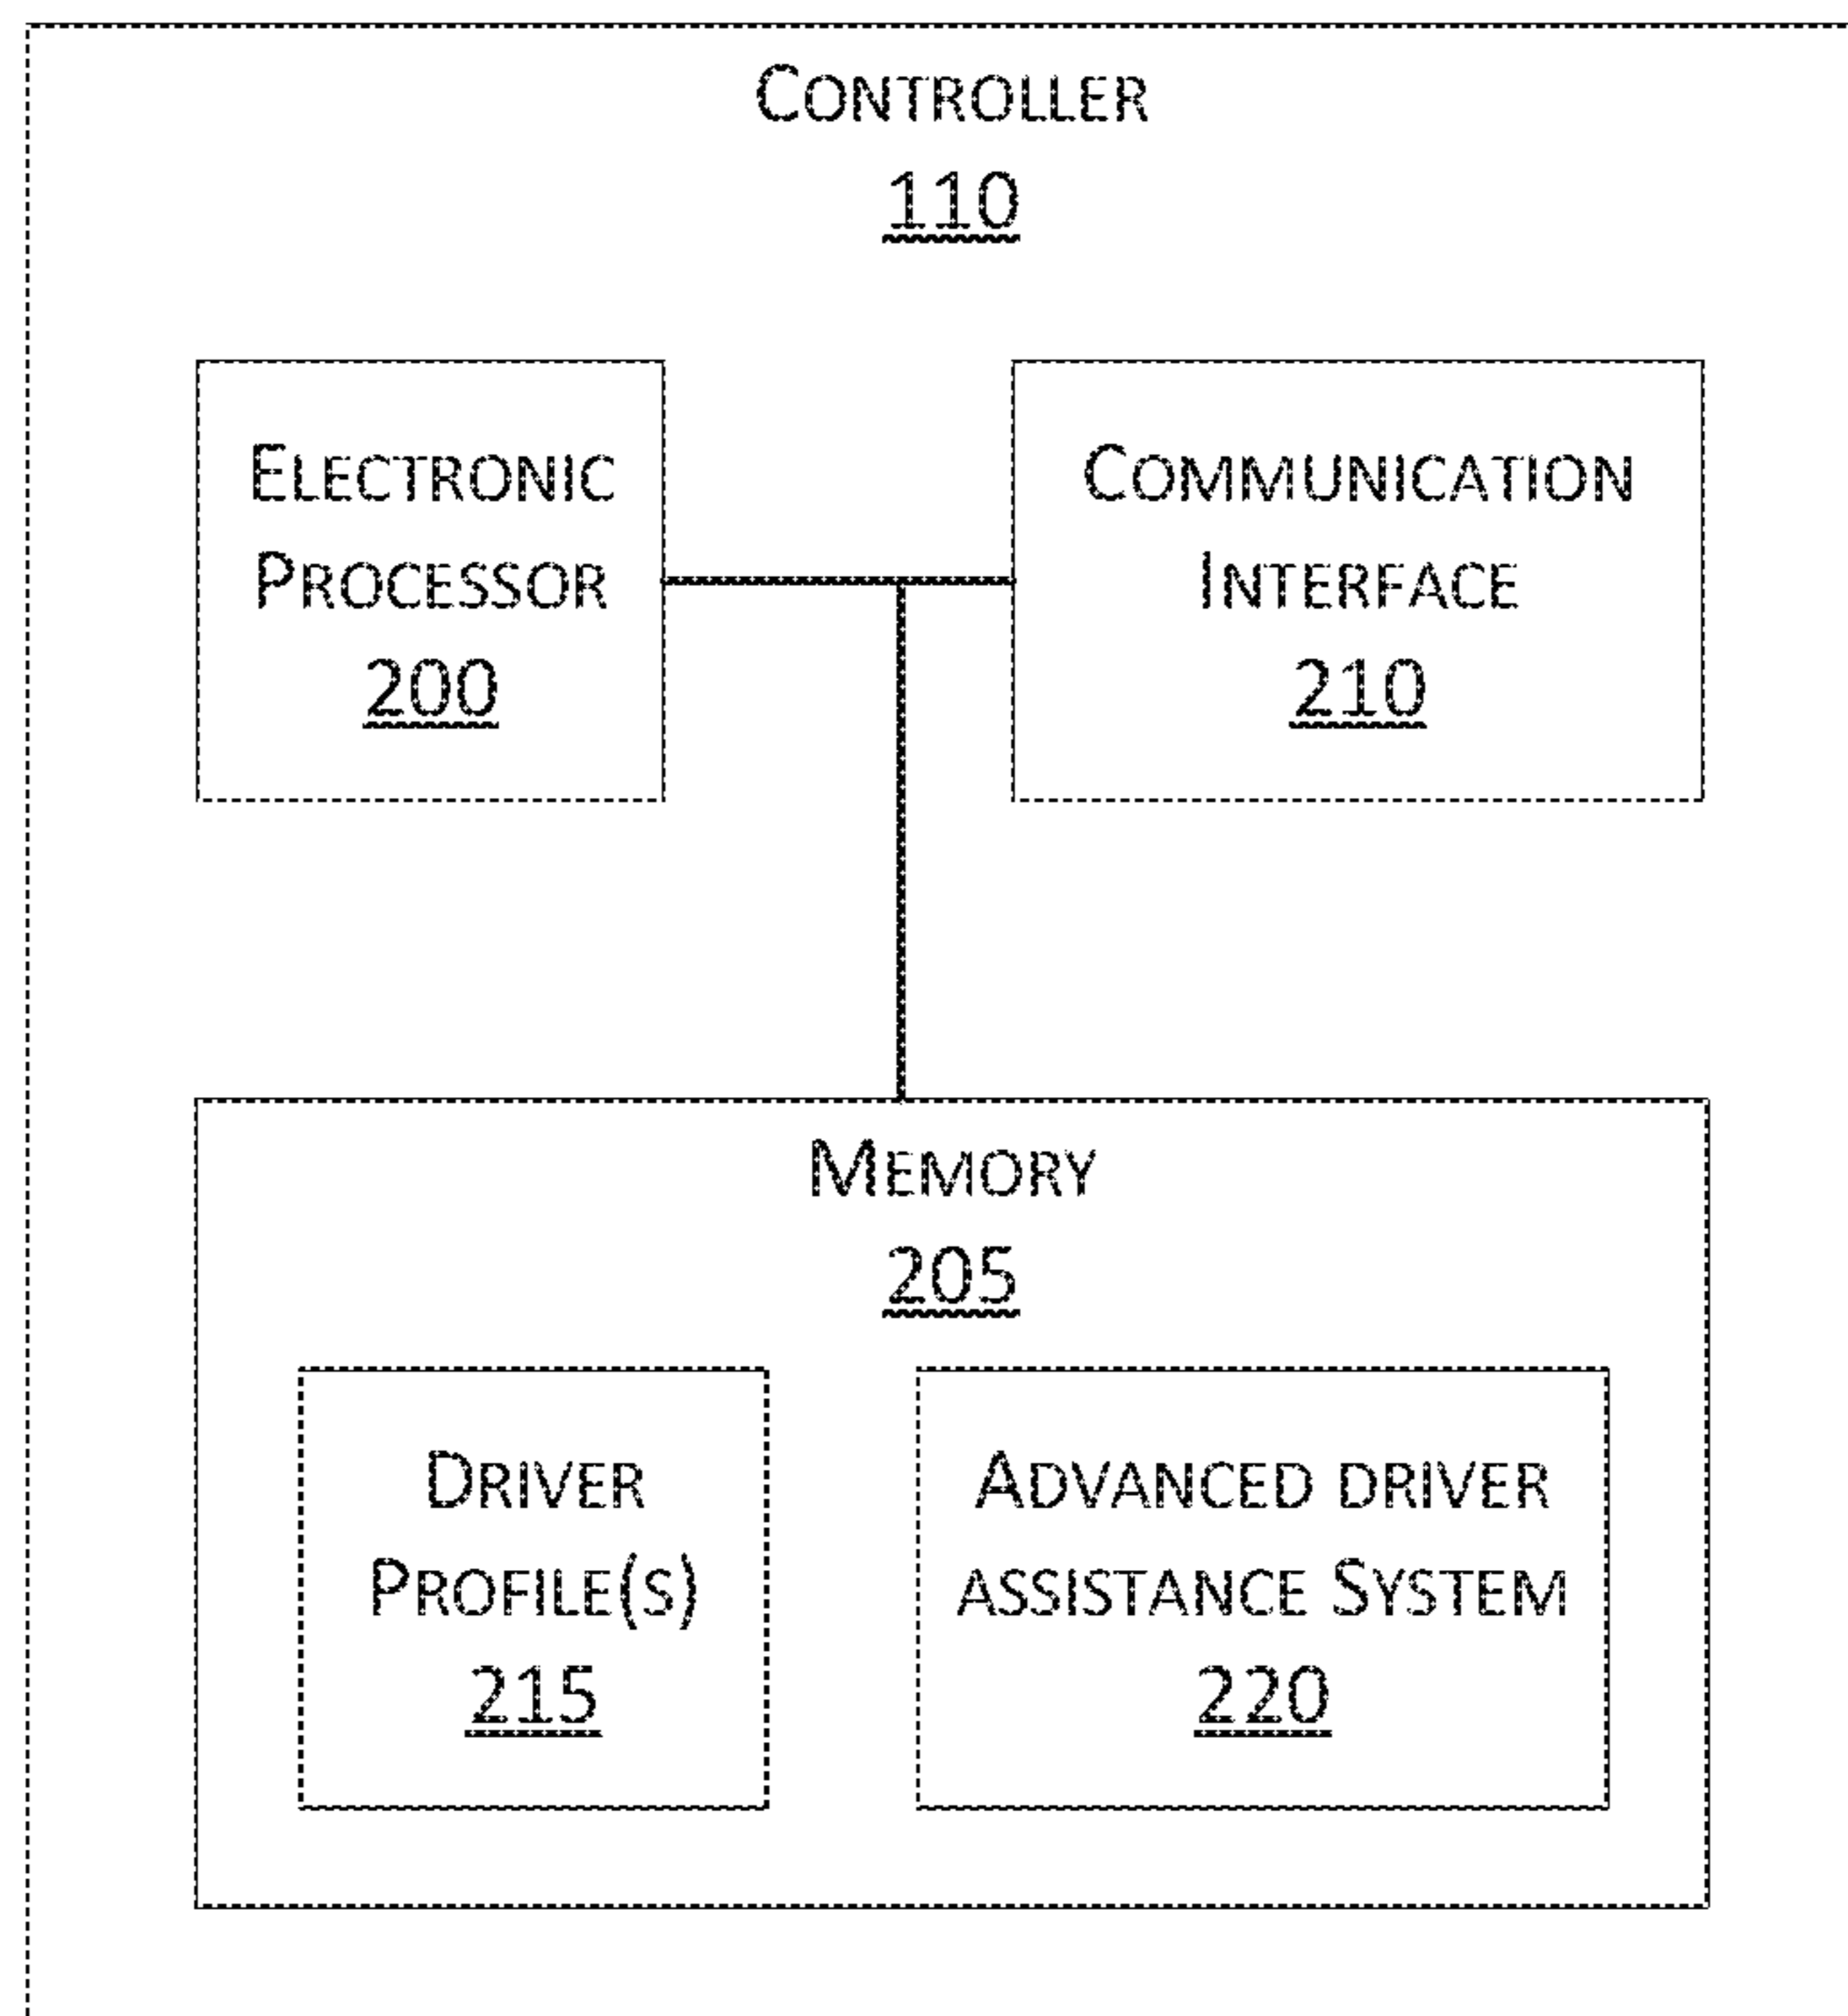 CONTROLLER
110
ELECTRONIC
PROCESSOR
200
COMMUNICATION
INTERFACE
210
MEMORY
205
DRIVER
PROFILE(S)
215
ADVANCED DRIVER
ASSISTANCE SYSTEM
220